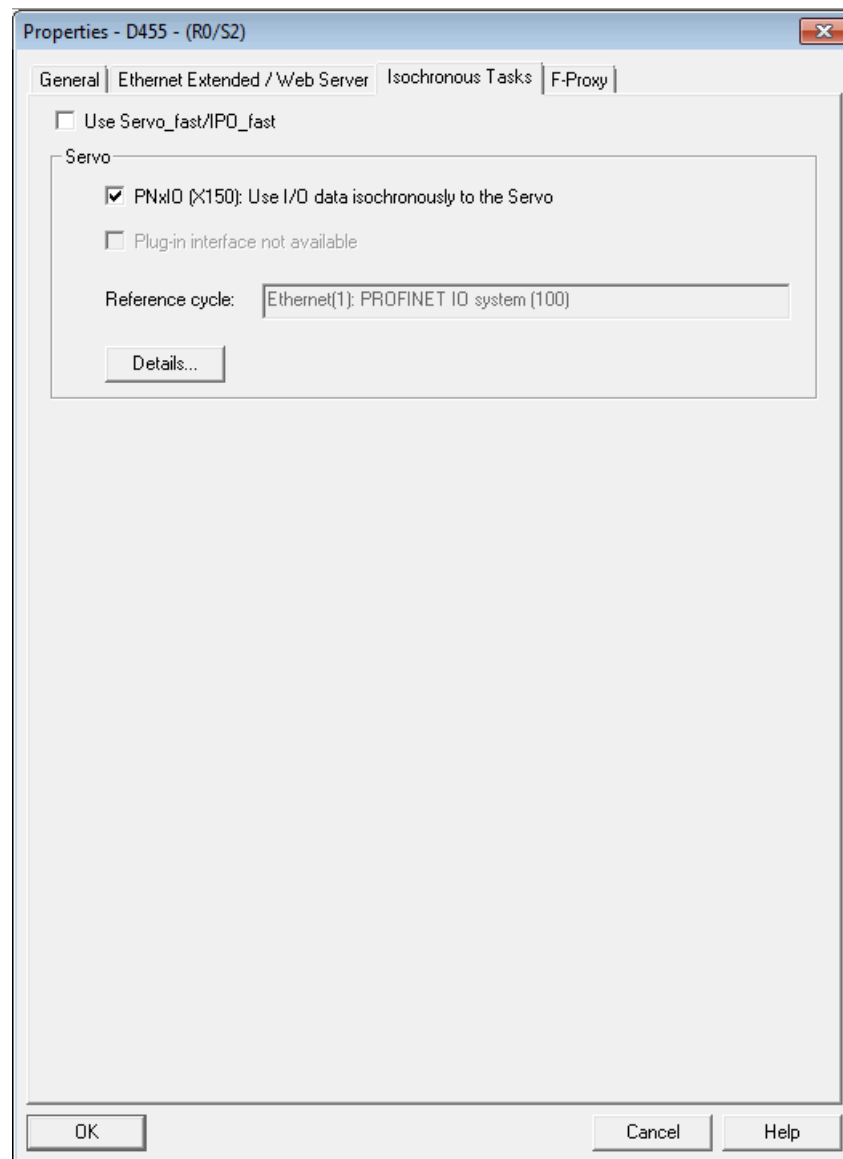 Properties - D455 - (R0/S2)
General Ethernet Extended / Web Server Isochronous Tasks F-Proxy
Use Servo_fast/IPO_fast
Servo
PNxIO (X150): Use I/O data isochronously to the Servo
Plug-in interface not available
Reference cycle: Ethernet(1): PROFINET IO system (100)
Details...
OK Cancel Help